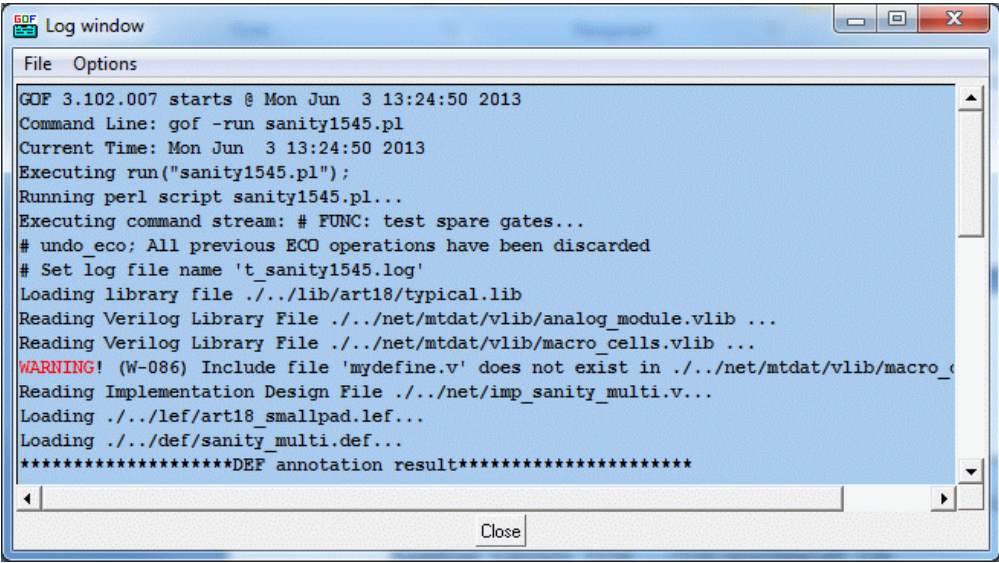 GOF
Log window
File Options
GOF 3.102.007 starts @ Mon Jun  3 13:24:50 2013
Command Line: gof -run sanity1545.pl
Current Time: Mon Jun  3 13:24:50 2013
Executing run("sanity1545.pl");
Running perl script sanity1545.pl...
Executing command stream: # FUNC: test spare gates...
# undo_eco; All previous ECO operations have been discarded
# Set log file name 't_sanity1545.log'
Loading library file ./../lib/art18/typical.lib
Reading Verilog Library File ./../net/mtdat/vlib/analog_module.vlib ...
Reading Verilog Library File ./../net/mtdat/vlib/macro_cells.vlib ...
WARNING! (W-086) Include file 'mydefine.v' does not exist in ./../net/mtdat/vlib/macro_
Reading Implementation Design File ./../net/imp_sanity_multi.v...
Loading ./../lef/art18_smallpad.lef...
Loading ./../def/sanity_multi.def...
********************DEF annotation result**********************
Close